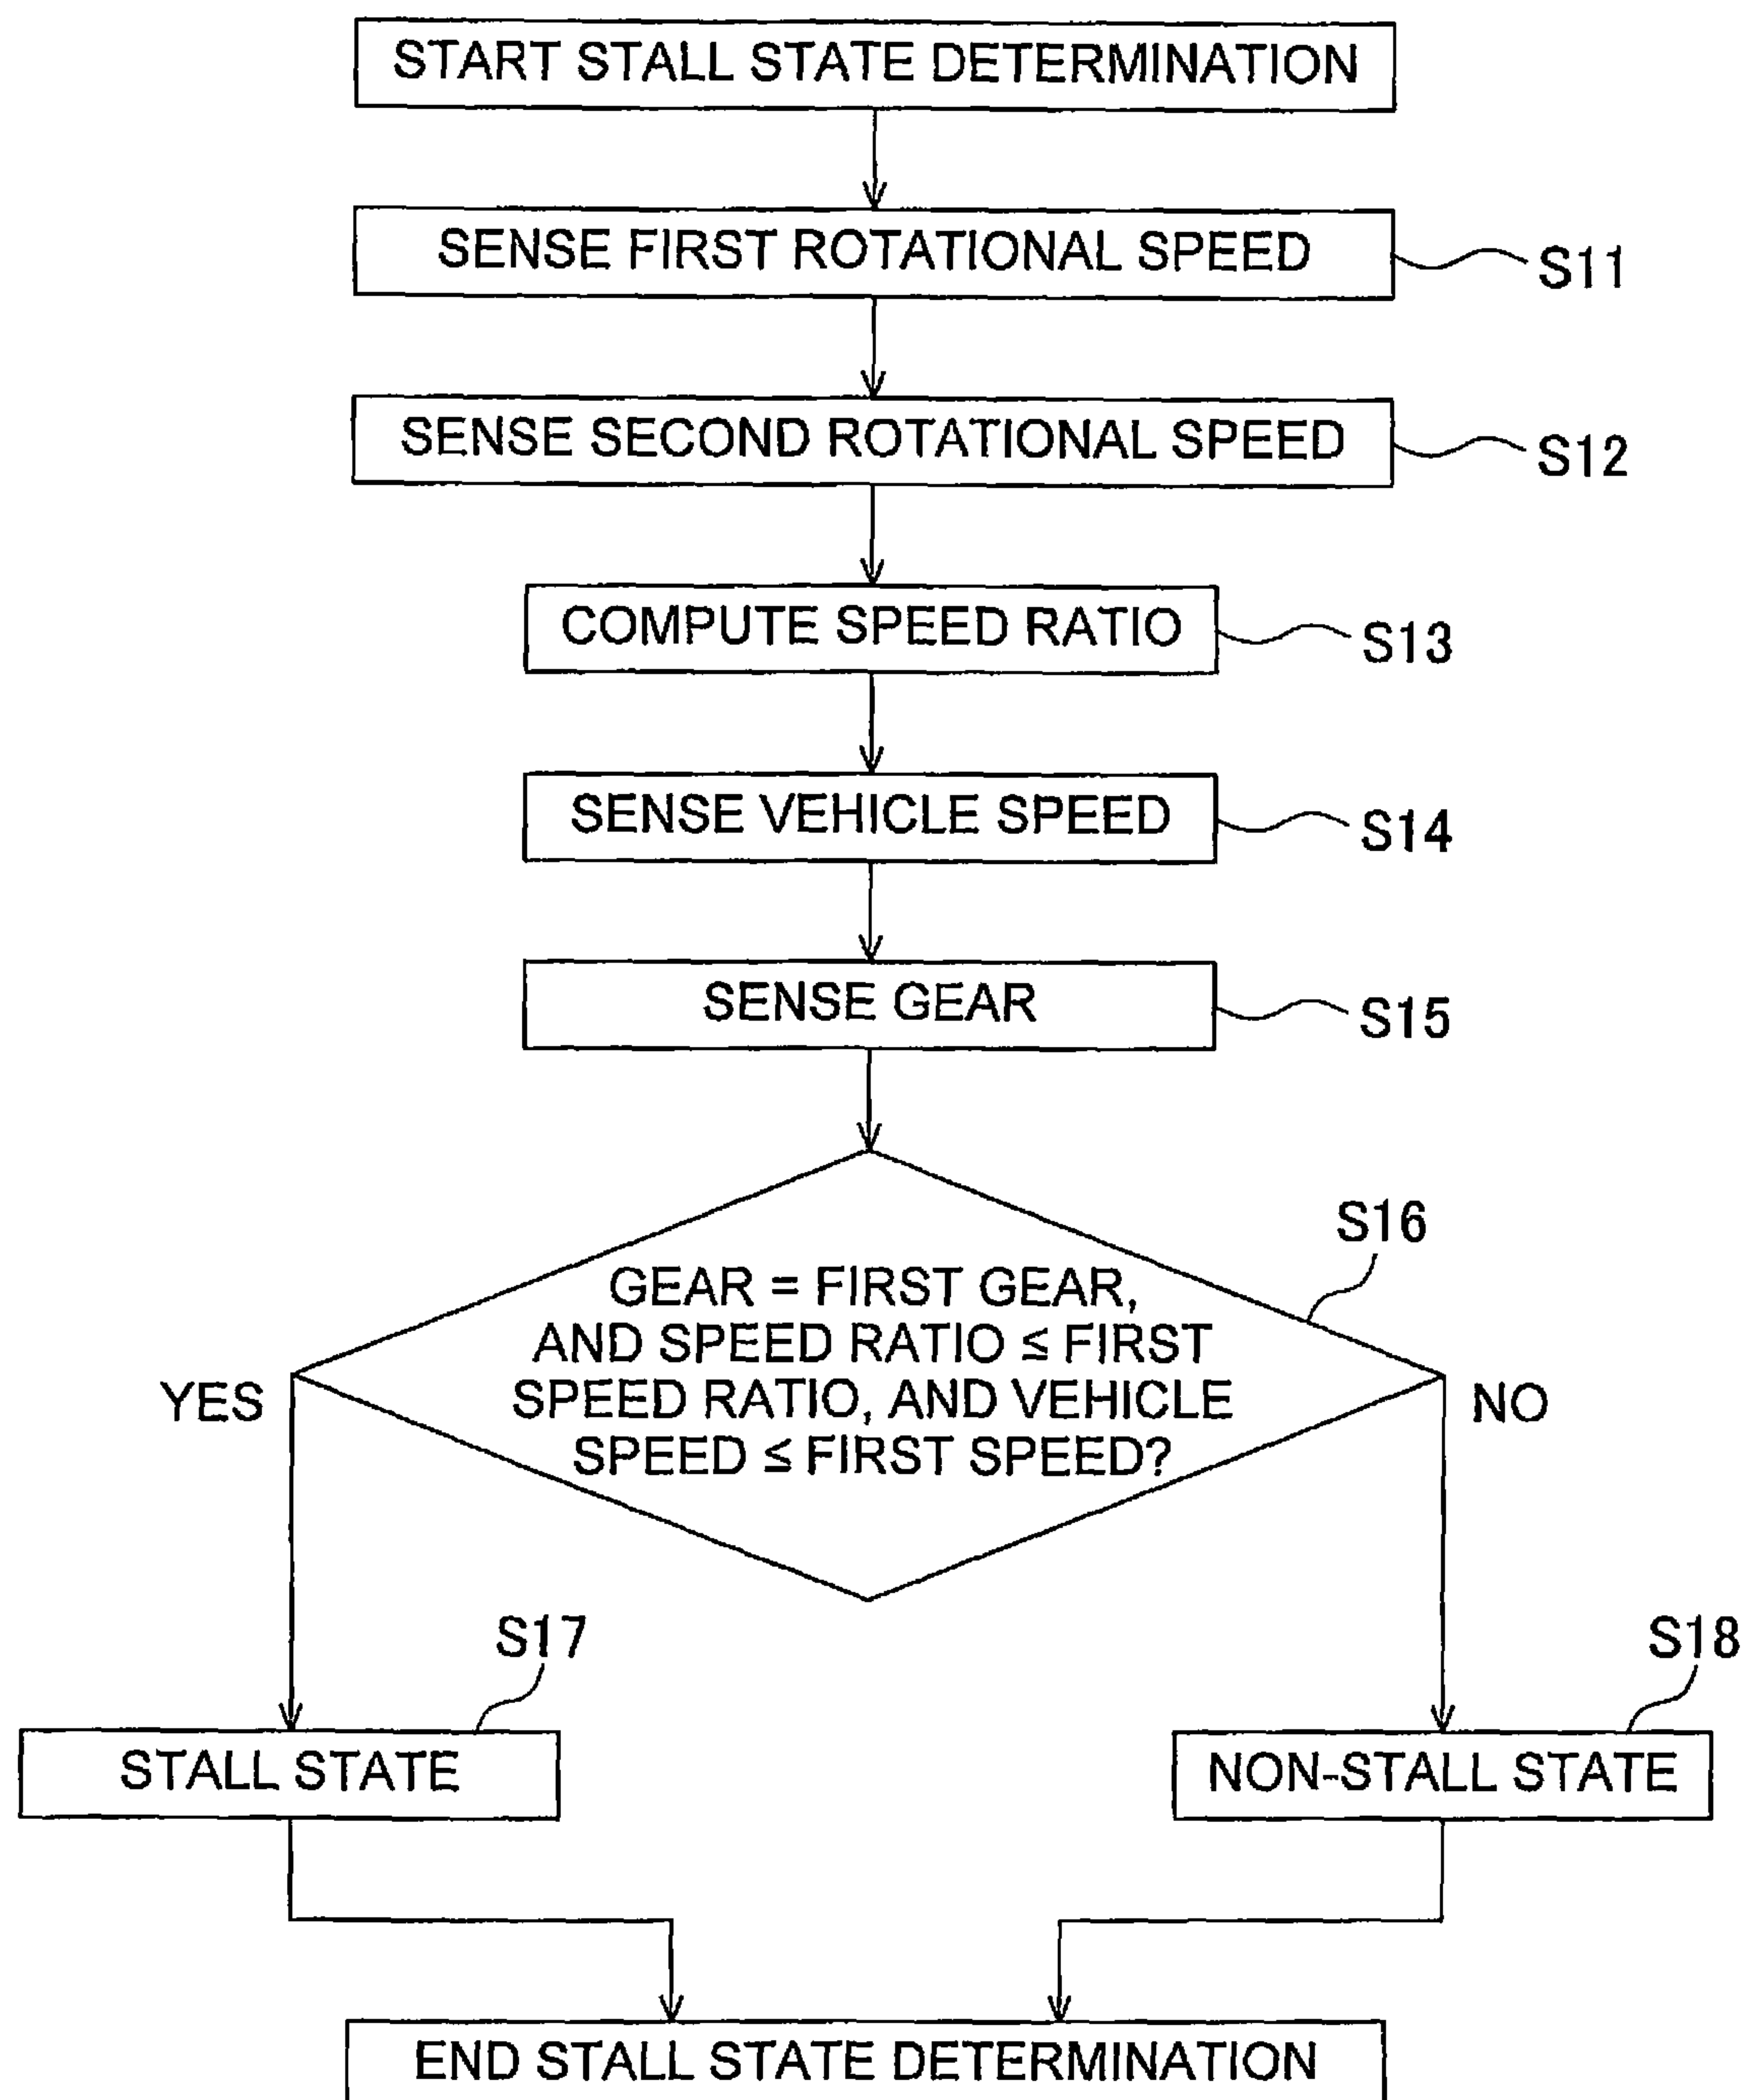 START STALL STATE DETERMINATION
SENSE FIRST ROTATIONAL SPEED
S11
SENSE SECOND ROTATIONAL SPEED
S12
COMPUTE SPEED RATIO
S13
SENSE VEHICLE SPEED
S14
SENSE GEAR
S15
S16
GEAR = FIRST GEAR,
AND SPEED RATIO ≤ FIRST
SPEED RATIO, AND VEHICLE
SPEED ≤ FIRST SPEED?
YES
NO
S17
S18
STALL STATE
NON-STALL STATE
END STALL STATE DETERMINATION